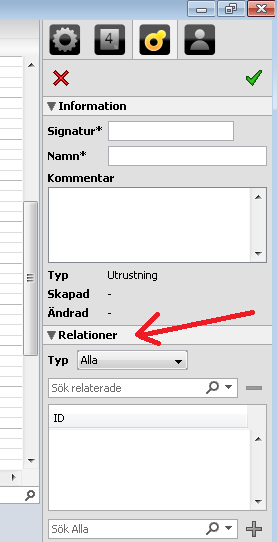 4
Information
Signatur*
Namn*
Kommentar
Typ Utrustning
Skapad -
Ändrad -
Relationer
Typ Alla
Sök relaterade
ID
Sök Alla